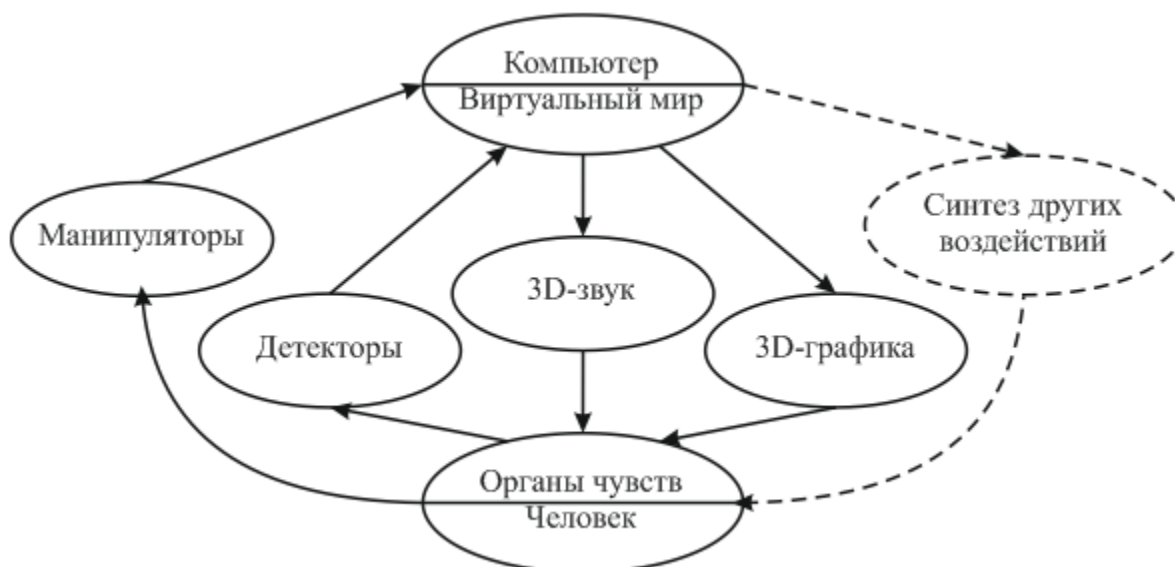 Компьютер
Виртуальный мир
Манипуляторы
Синтез других
воздействий
3D-звук
Детекторы
3D-графика
Органы чувств
Человек